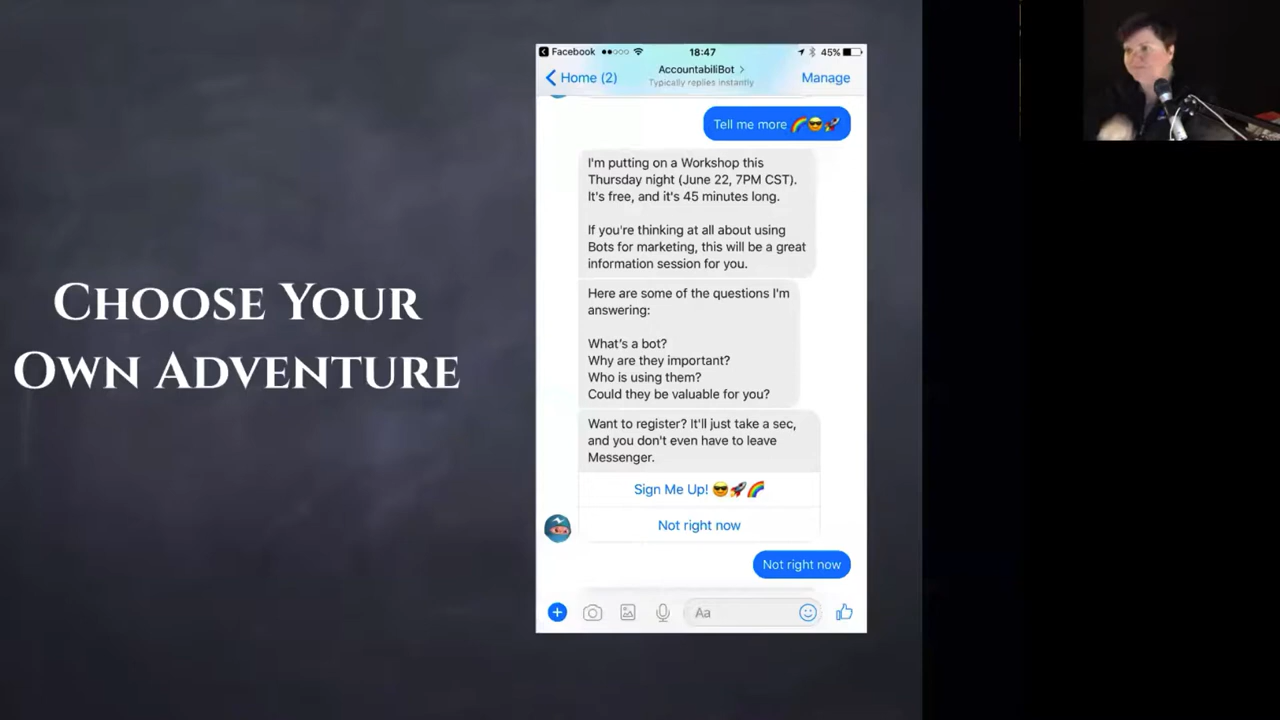 Choose Your
Own Adventure
Facebook
18:47
45%
Home (2)
AccountabiliBot
Typically replies instantly
Manage
Tell me more 🌈😎🚀
I'm putting on a Workshop this
Thursday night (June 22, 7PM CST).
It's free, and it's 45 minutes long.
If you're thinking at all about using
Bots for marketing, this will be a great
information session for you.
Here are some of the questions I'm
answering:
What's a bot?
Why are they important?
Who is using them?
Could they be valuable for you?
Want to register? It'll just take a sec,
and you don't even have to leave
Messenger.
Sign Me Up! 😎🚀🌈
Not right now
Not right now
Aa